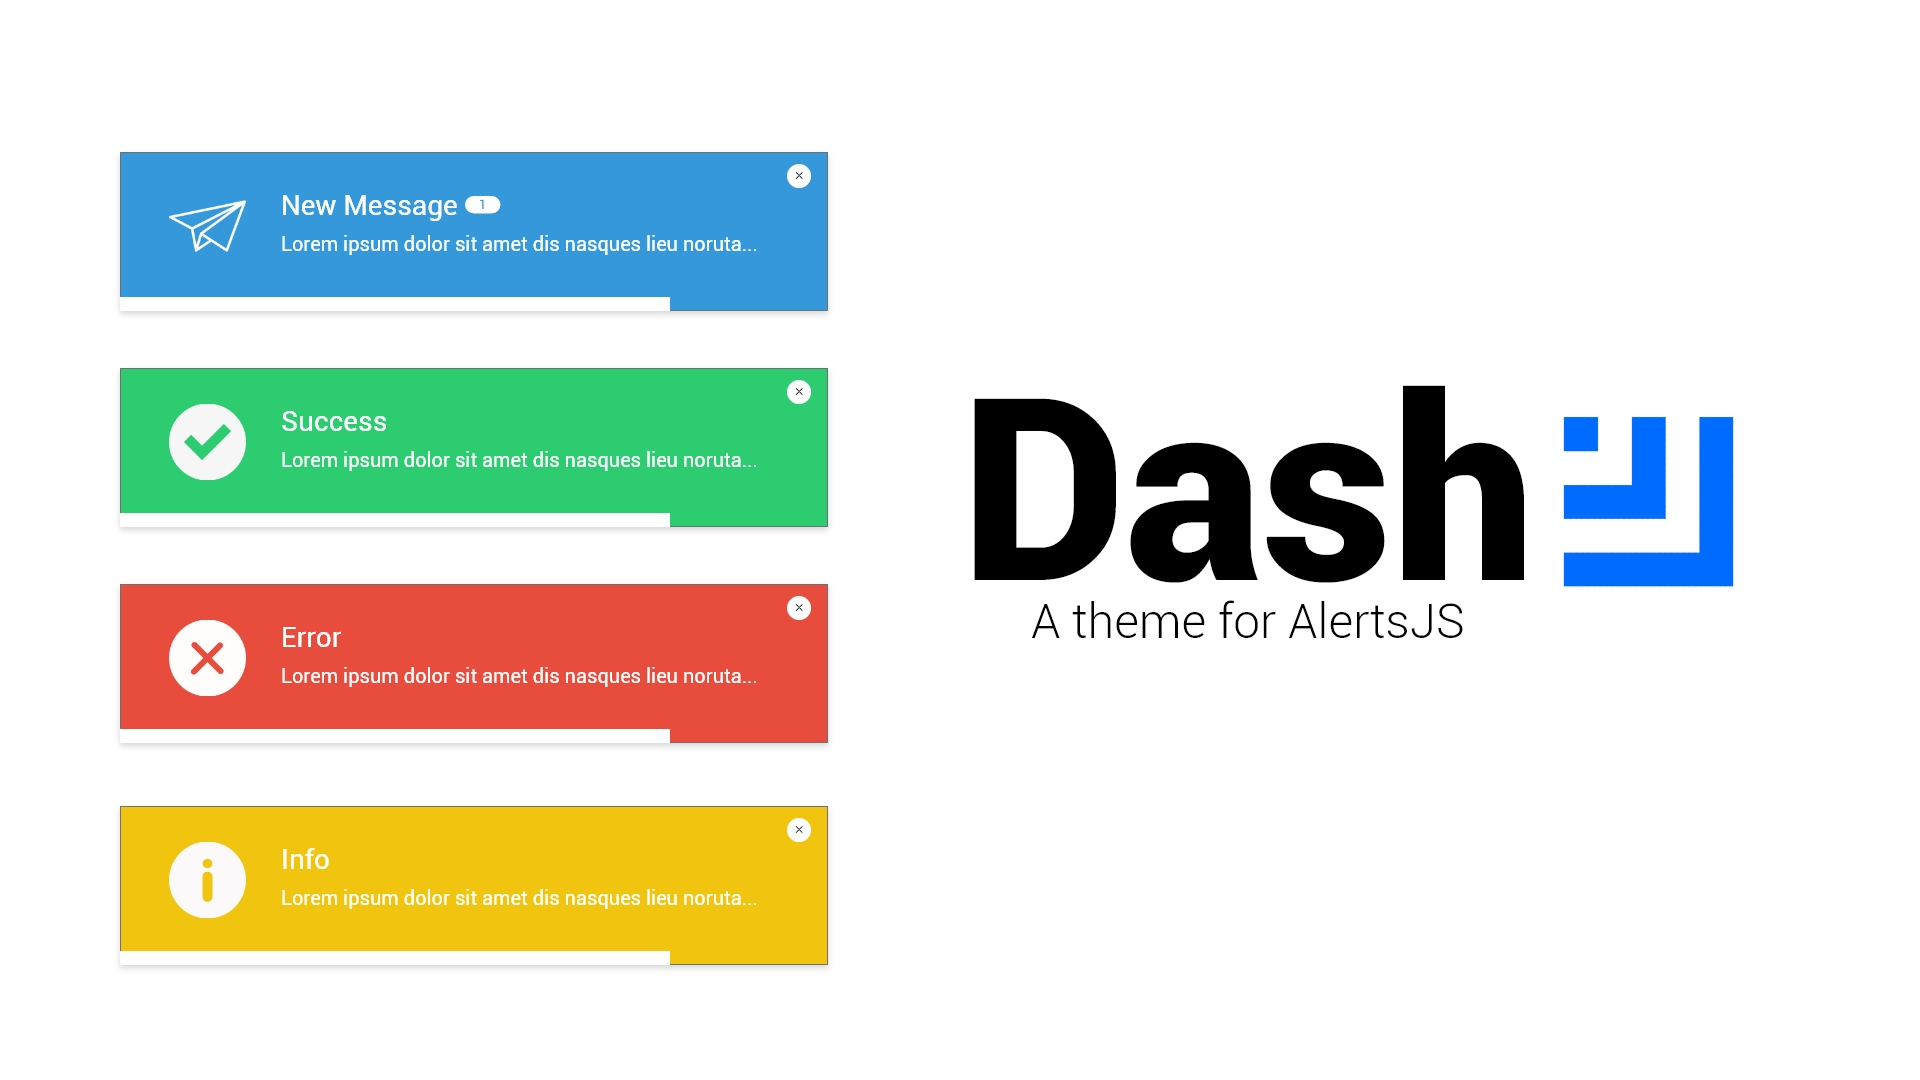 New Message 1
Lorem ipsum dolor sit amet dis nasques lieu noruta...
Success
Lorem ipsum dolor sit amet dis nasques lieu noruta...
Error
Lorem ipsum dolor sit amet dis nasques lieu noruta...
Info
Lorem ipsum dolor sit amet dis nasques lieu noruta...
Dash
A theme for AlertsJS